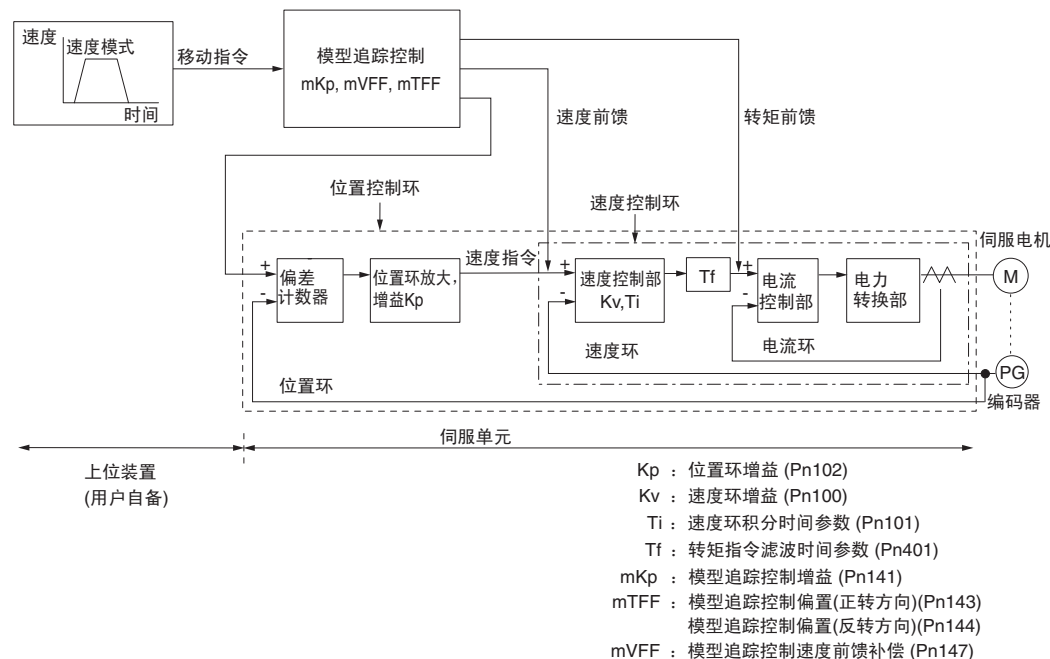 速度
速度模式
时间
移动指令
模型追踪控制
mKp, mVFF, mTFF
速度前馈
转矩前馈
位置控制环
速度控制环
伺服电机
+
-
偏差
计数器
位置环放大,
增益Kp
速度指令
+
-
速度控制部
Kv,Ti
Tf
+
-
电流
控制部
电力
转换部
M
速度环
电流环
PG
编码器
位置环
伺服单元
上位装置
(用户自备)
Kp : 位置环增益 (Pn102)
Kv : 速度环增益 (Pn100)
Ti : 速度环积分时间参数 (Pn101)
Tf : 转矩指令滤波时间参数 (Pn401)
mKp : 模型追踪控制增益 (Pn141)
mTFF : 模型追踪控制偏置(正转方向)(Pn143)
模型追踪控制偏置(反转方向)(Pn144)
mVFF : 模型追踪控制速度前馈补偿 (Pn147)